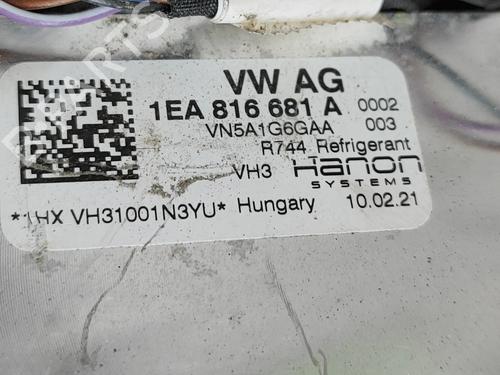 VW AG
1EA 816 681 A 0002
VN5A1G6GAA 003
R744 Refrigerant
VH3 Hanon
SYSTEMS
*1HX VH31001N3YU* Hungary 10.02.21